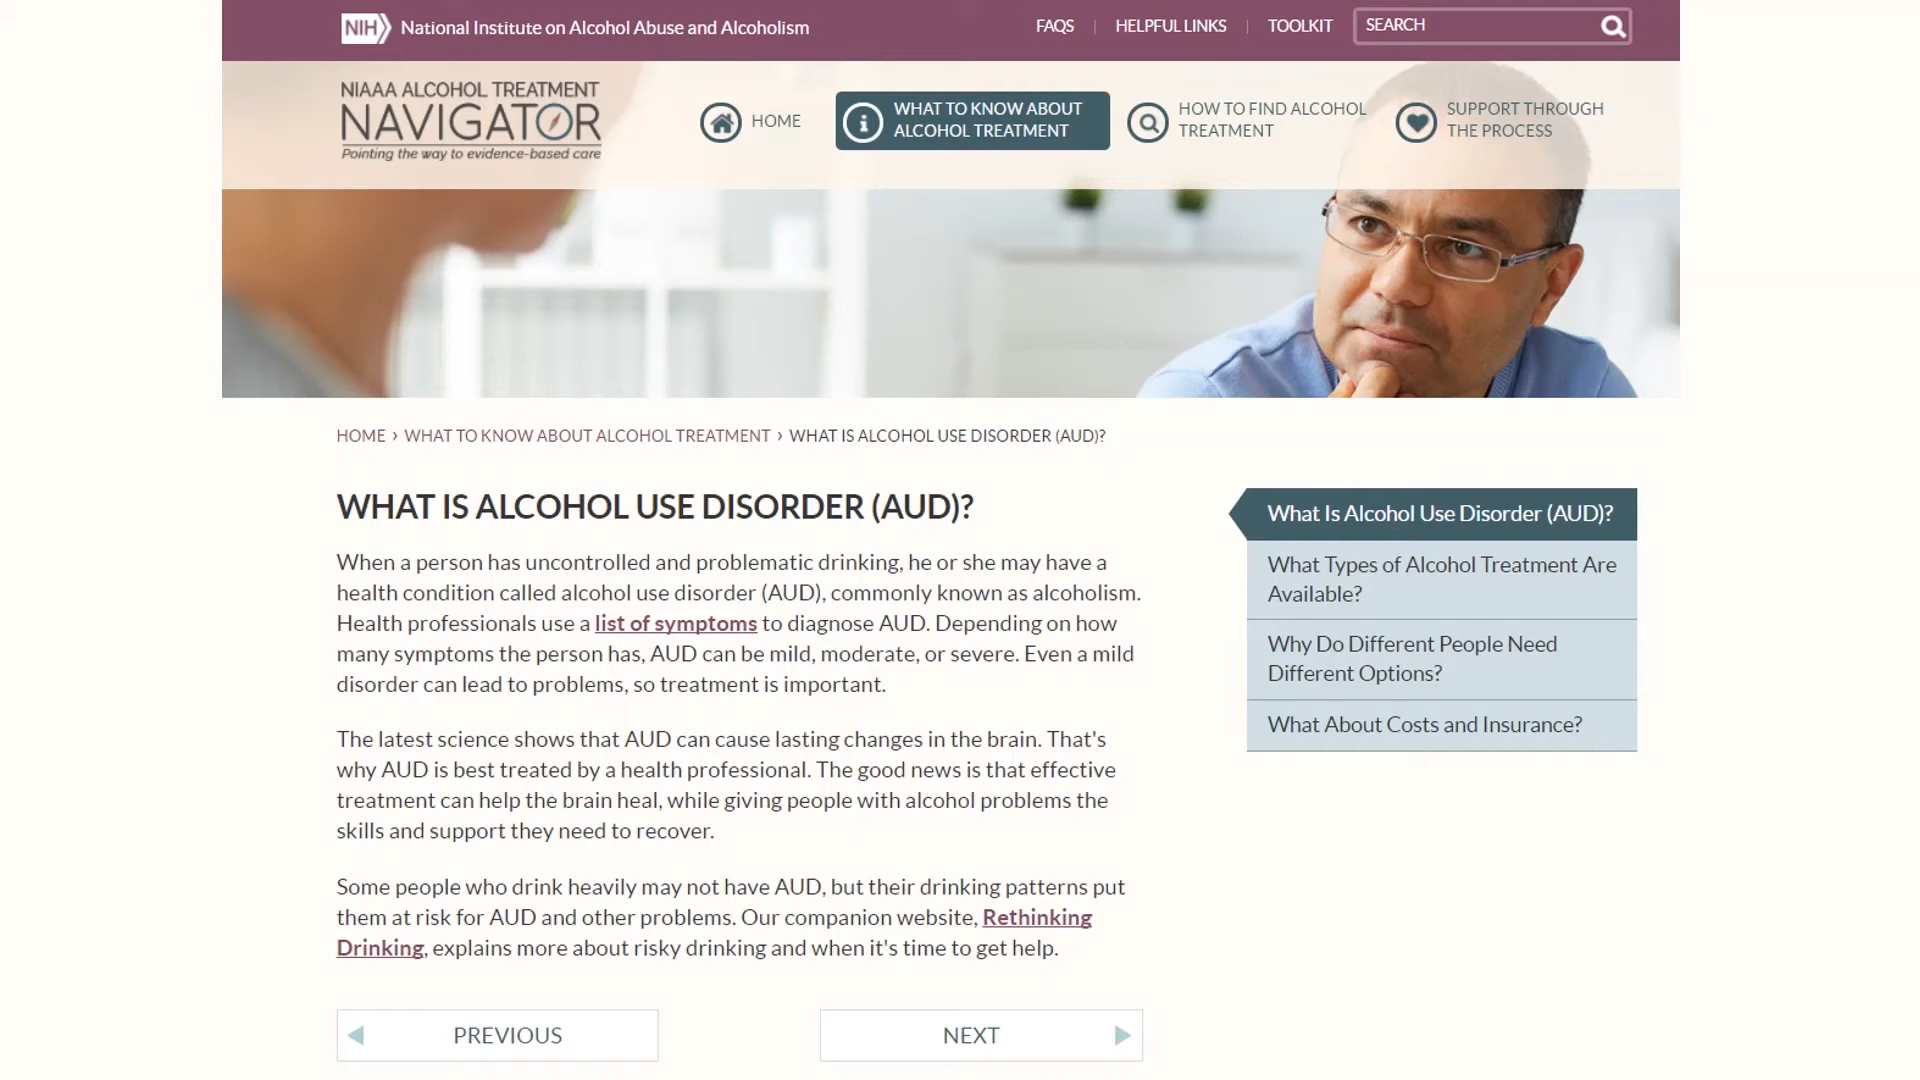 NIH National Institute on Alcohol Abuse and Alcoholism
FAQS
HELPFUL LINKS
TOOLKIT
SEARCH
NIAAA ALCOHOL TREATMENT
NAVIGATOR
Pointing the way to evidence-based care
HOME
WHAT TO KNOW ABOUT
ALCOHOL TREATMENT
HOW TO FIND ALCOHOL
TREATMENT
SUPPORT THROUGH
THE PROCESS
HOME › WHAT TO KNOW ABOUT ALCOHOL TREATMENT › WHAT IS ALCOHOL USE DISORDER (AUD)?
WHAT IS ALCOHOL USE DISORDER (AUD)?
When a person has uncontrolled and problematic drinking, he or she may have a
health condition called alcohol use disorder (AUD), commonly known as alcoholism.
Health professionals use a list of symptoms to diagnose AUD. Depending on how
many symptoms the person has, AUD can be mild, moderate, or severe. Even a mild
disorder can lead to problems, so treatment is important.
The latest science shows that AUD can cause lasting changes in the brain. That's
why AUD is best treated by a health professional. The good news is that effective
treatment can help the brain heal, while giving people with alcohol problems the
skills and support they need to recover.
Some people who drink heavily may not have AUD, but their drinking patterns put
them at risk for AUD and other problems. Our companion website, Rethinking
Drinking, explains more about risky drinking and when it's time to get help.
PREVIOUS
NEXT
What Is Alcohol Use Disorder (AUD)?
What Types of Alcohol Treatment Are
Available?
Why Do Different People Need
Different Options?
What About Costs and Insurance?